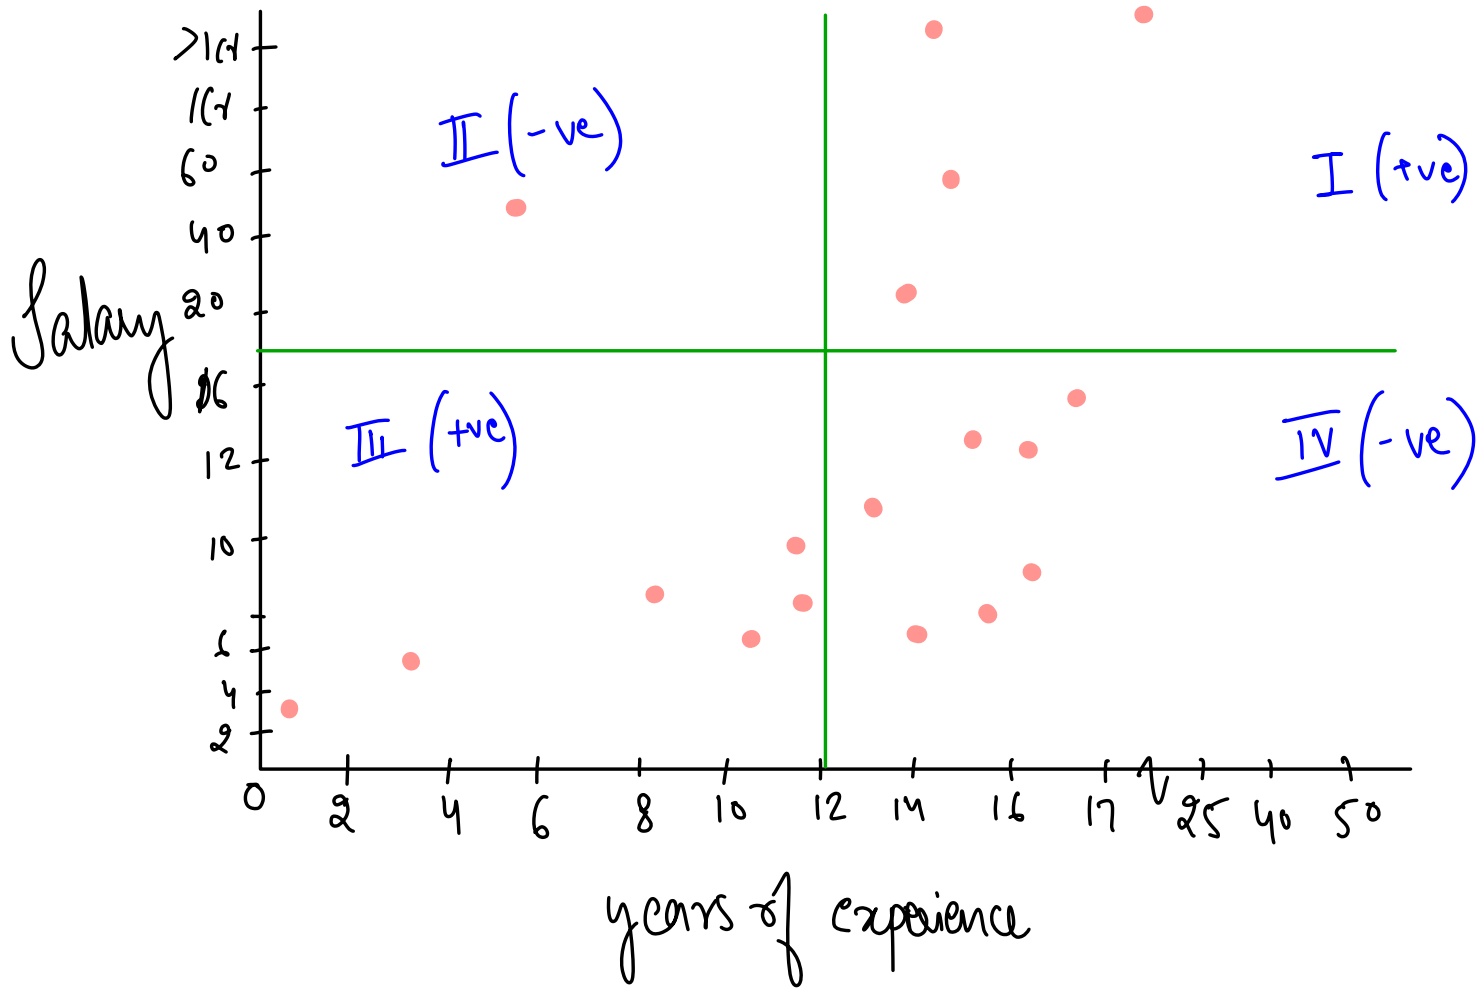 >1Cr
1Cr
II (-ve)
60
I (+ve)
40
Salary
20
16
III (+ve)
IV (-ve)
12
10
6
4
2
0 2 4 6 8 10 12 14 16 17 25 40 50
years of experience